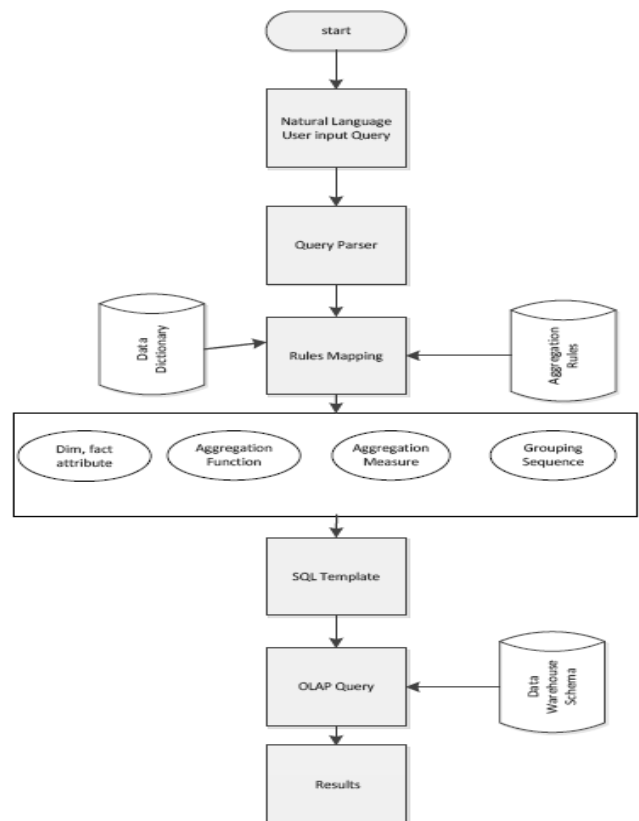 start
Natural Language
User input Query
Query Parser
Data
Dictionary
Rules Mapping
Aggregation
Rules
Dim, fact
attribute
Aggregation
Function
Aggregation
Measure
Grouping
Sequence
SQL Template
OLAP Query
Data
Warehouse
Schema
Results